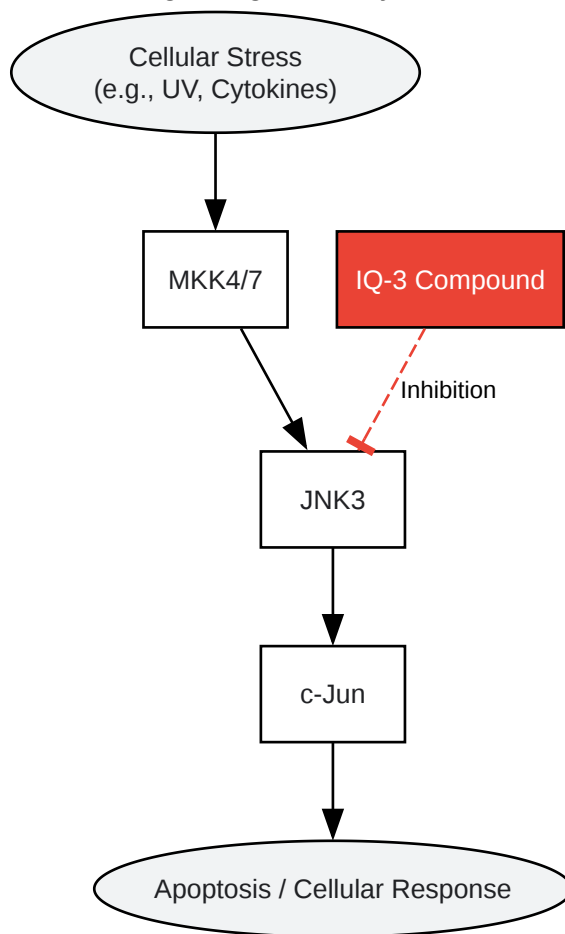 Cellular Stress
(e.g., UV, Cytokines)
MKK4/7
IQ-3 Compound
Inhibition
JNK3
c-Jun
Apoptosis / Cellular Response